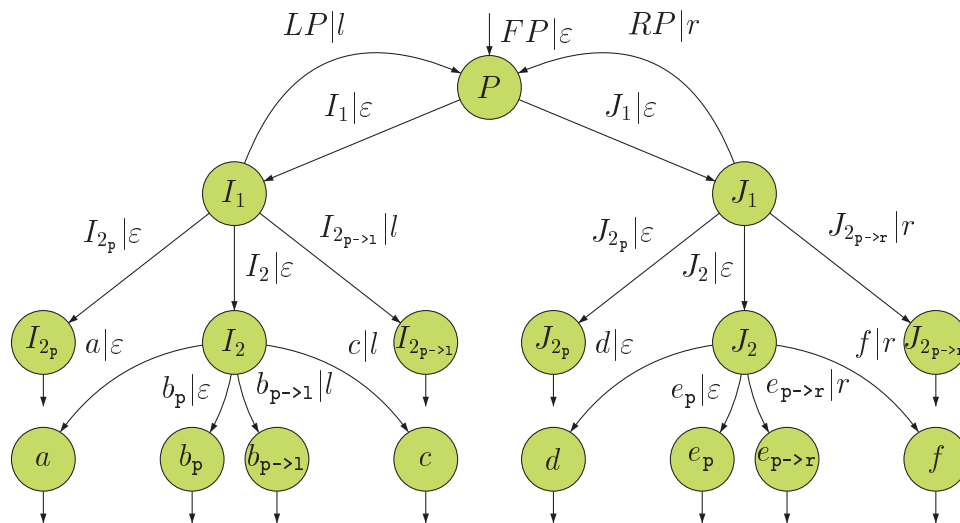 LP|l FP|ε RP|r
P
I₁|ε J₁|ε
I₁ J₁
I₂ₚ|ε I₂ₚ₋>ₗ|l J₂ₚ|ε J₂ₚ₋>ᵣ|r
I₂|ε J₂|ε
I₂ₚ a|ε I₂ c|l I₂ₚ₋>ₗ J₂ₚ d|ε J₂ f|r J₂ₚ₋>ᵣ
bₚ|ε bₚ₋>ₗ|l eₚ|ε eₚ₋>ᵣ|r
a bₚ bₚ₋>ₗ c d eₚ eₚ₋>ᵣ f